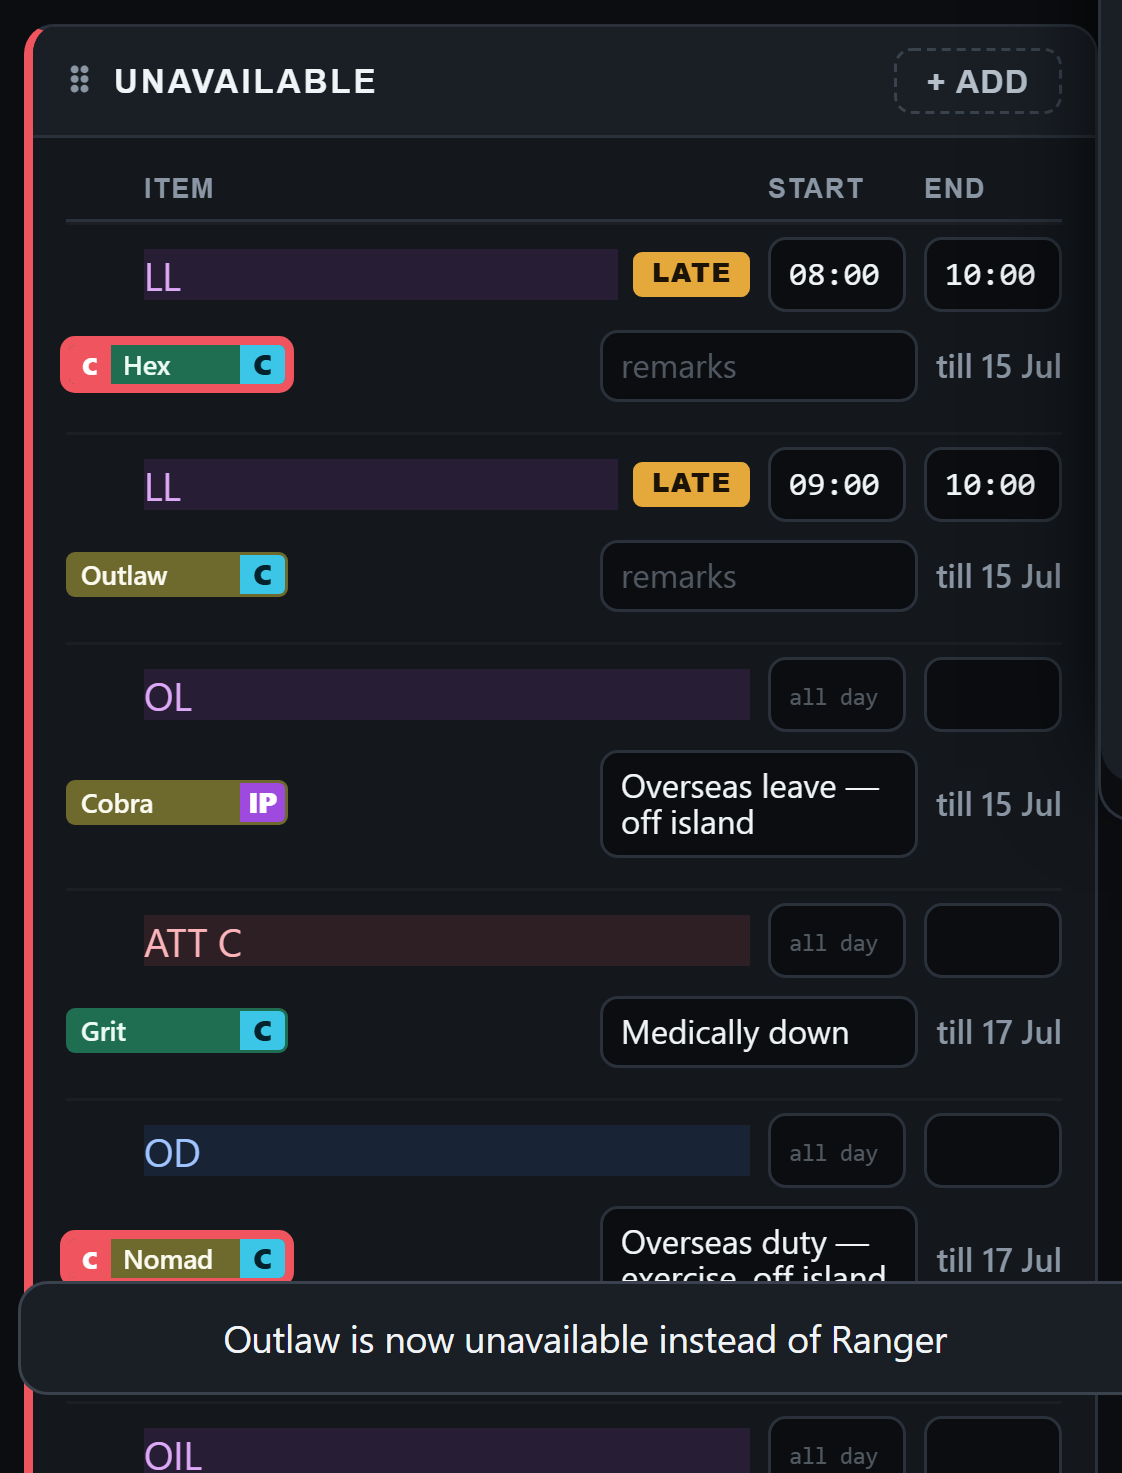 UNAVAILABLE
+ ADD
ITEM START END
LL LATE 08:00 10:00
C Hex C remarks till 15 Jul
LL LATE 09:00 10:00
Outlaw C remarks till 15 Jul
OL all day
Cobra IP Overseas leave —
off island till 15 Jul
ATT C all day
Grit C Medically down till 17 Jul
OD all day
C Nomad C Overseas duty —
exercise, off island till 17 Jul
Outlaw is now unavailable instead of Ranger
OIL all day